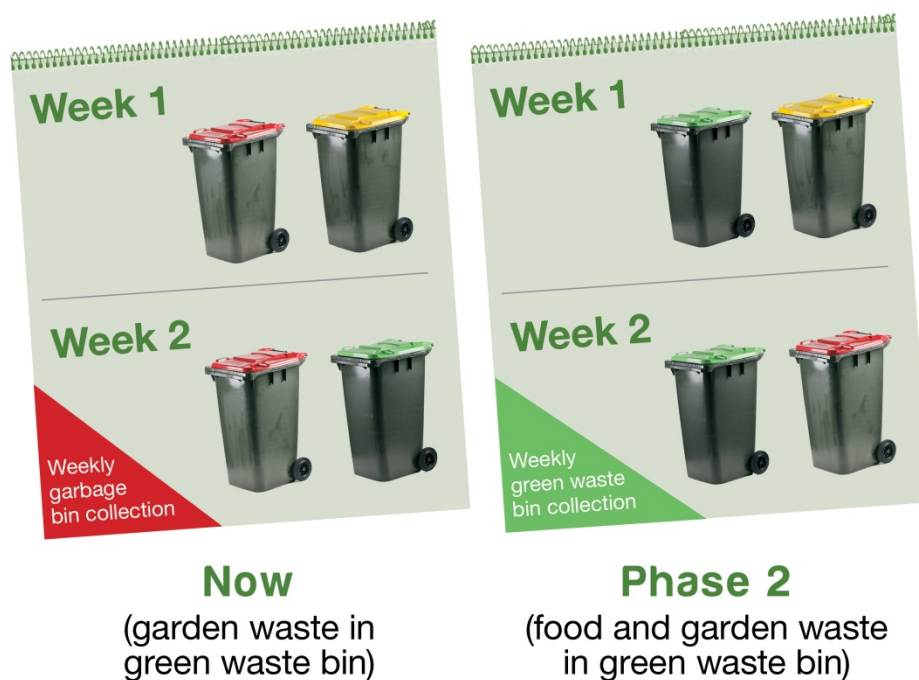 Week 1
Week 2
Weekly
garbage
bin collection
Now
(garden waste in
green waste bin)
Week 1
Week 2
Weekly
green waste
bin collection
Phase 2
(food and garden waste
in green waste bin)